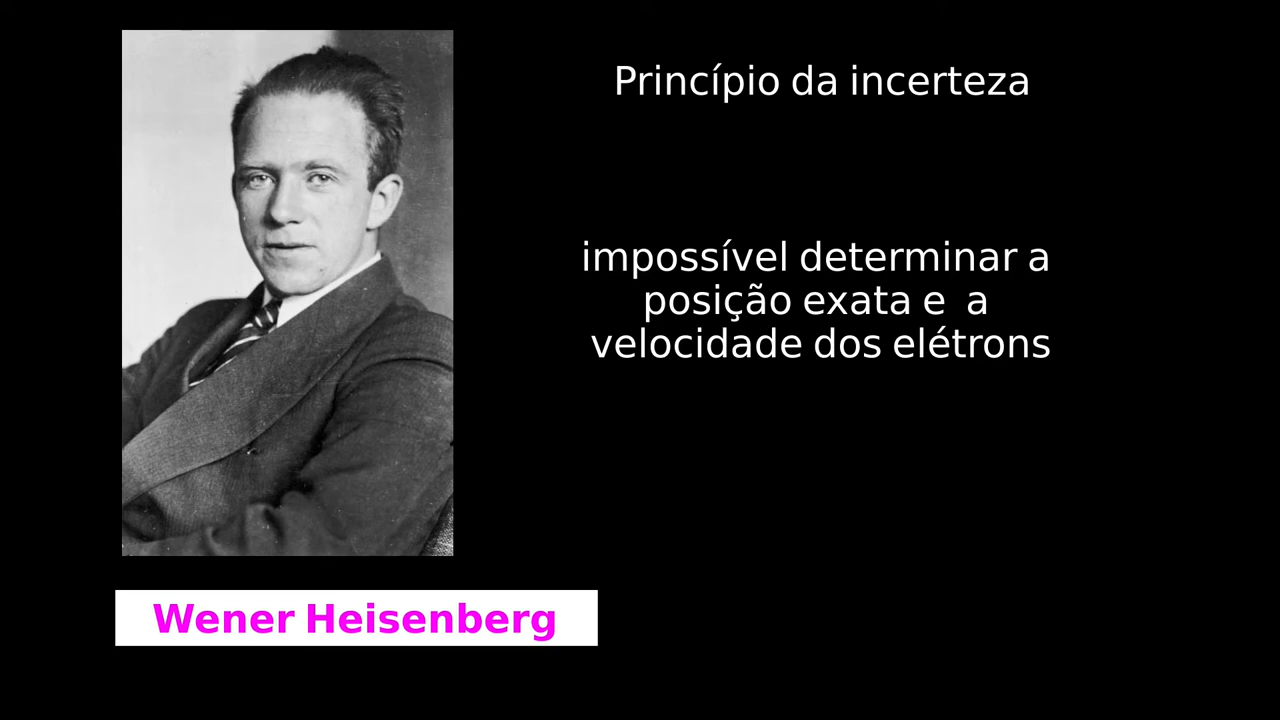 Princípio da incerteza
impossível determinar a
posição exata e  a
velocidade dos elétrons
Wener Heisenberg